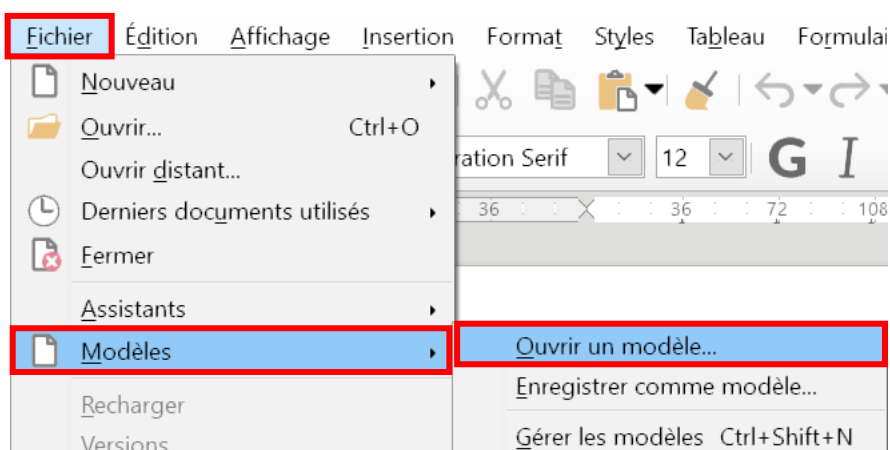 Fichier Édition Affichage Insertion Format Styles Tableau Formulai
Nouveau
Ouvrir... Ctrl+O
Ouvrir distant...
ration Serif 12 G I
Derniers documents utilisés
36 36 72 108
Fermer
Assistants
Modèles
Ouvrir un modèle...
Enregistrer comme modèle...
Recharger
Gérer les modèles Ctrl+Shift+N
Versions